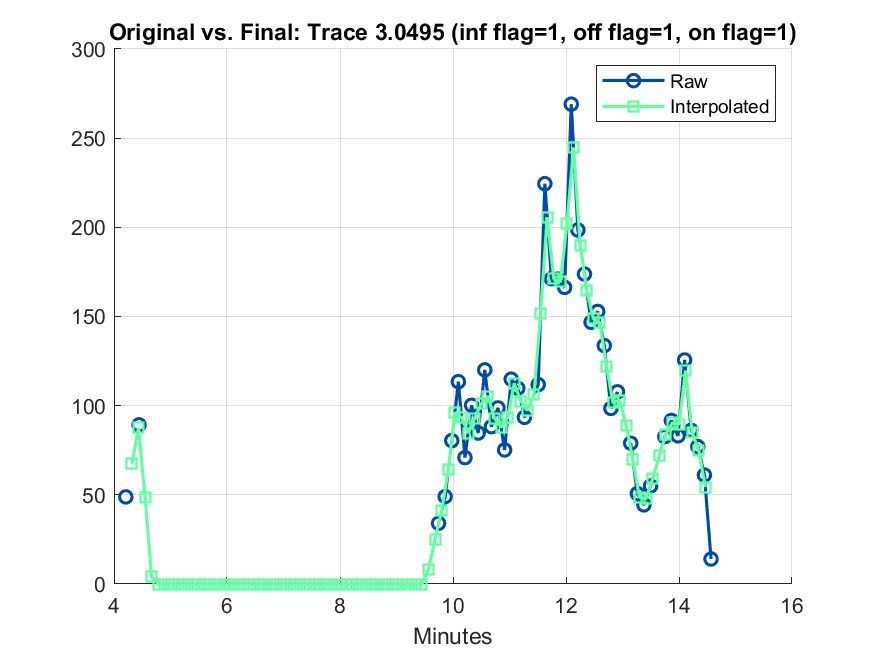 Original vs. Final: Trace 3.0495 (inf flag=1, off flag=1, on flag=1)
300
250
200
150
100
50
0
Raw
Interpolated
4 6 8 10 12 14 16
Minutes